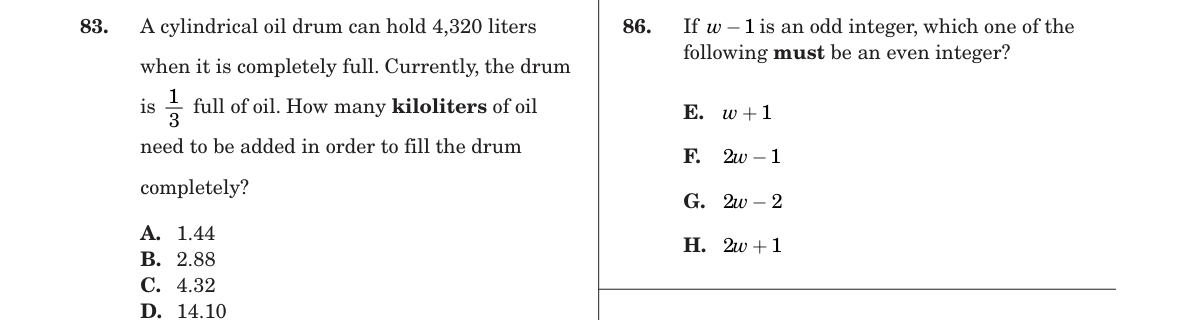 83. A cylindrical oil drum can hold 4,320 liters
when it is completely full. Currently, the drum
is 1/3 full of oil. How many kiloliters of oil
need to be added in order to fill the drum
completely?
A. 1.44
B. 2.88
C. 4.32
D. 14.10
86. If w – 1 is an odd integer, which one of the
following must be an even integer?
E. w + 1
F. 2w – 1
G. 2w – 2
H. 2w + 1